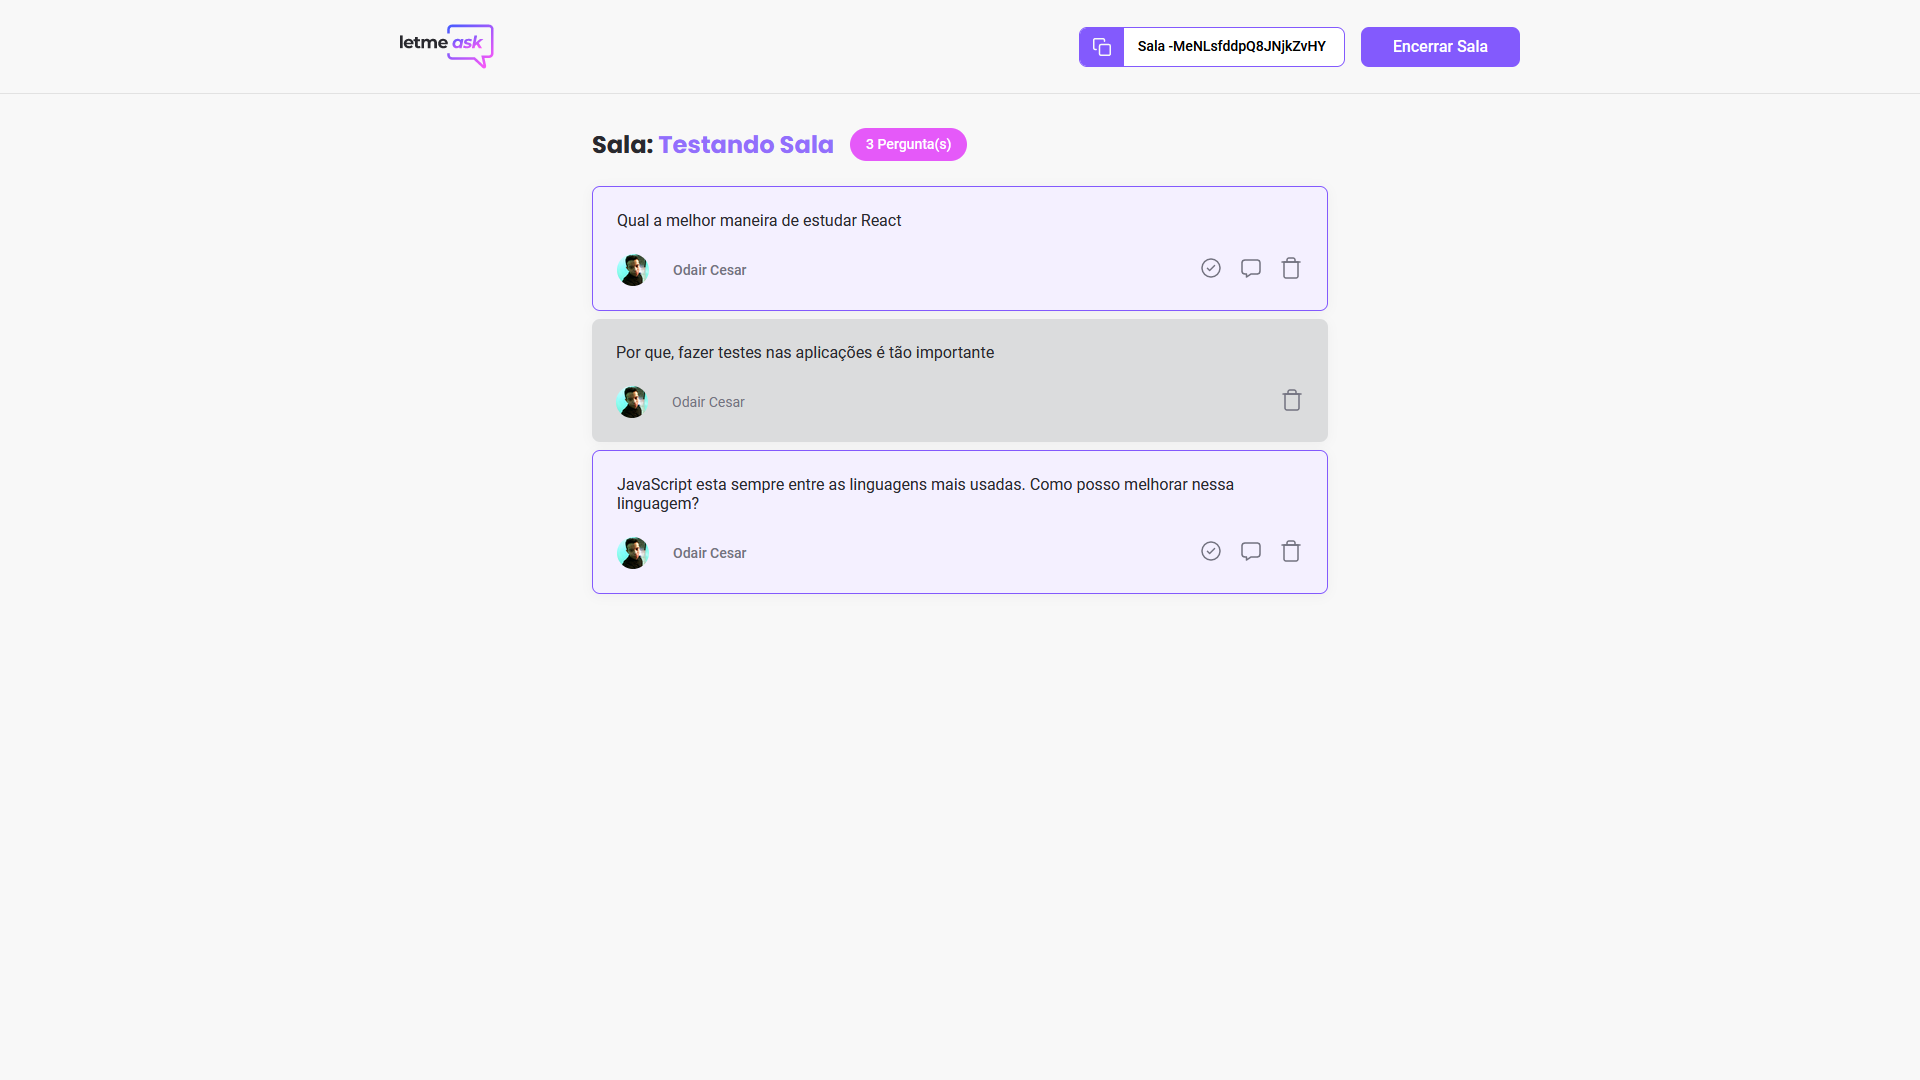 letme ask
Sala -MeNLsfddpQ8JNjkZvHY
Encerrar Sala
Sala: Testando Sala
3 Pergunta(s)
Qual a melhor maneira de estudar React
Odair Cesar
Por que, fazer testes nas aplicações é tão importante
Odair Cesar
JavaScript esta sempre entre as linguagens mais usadas. Como posso melhorar nessa
linguagem?
Odair Cesar